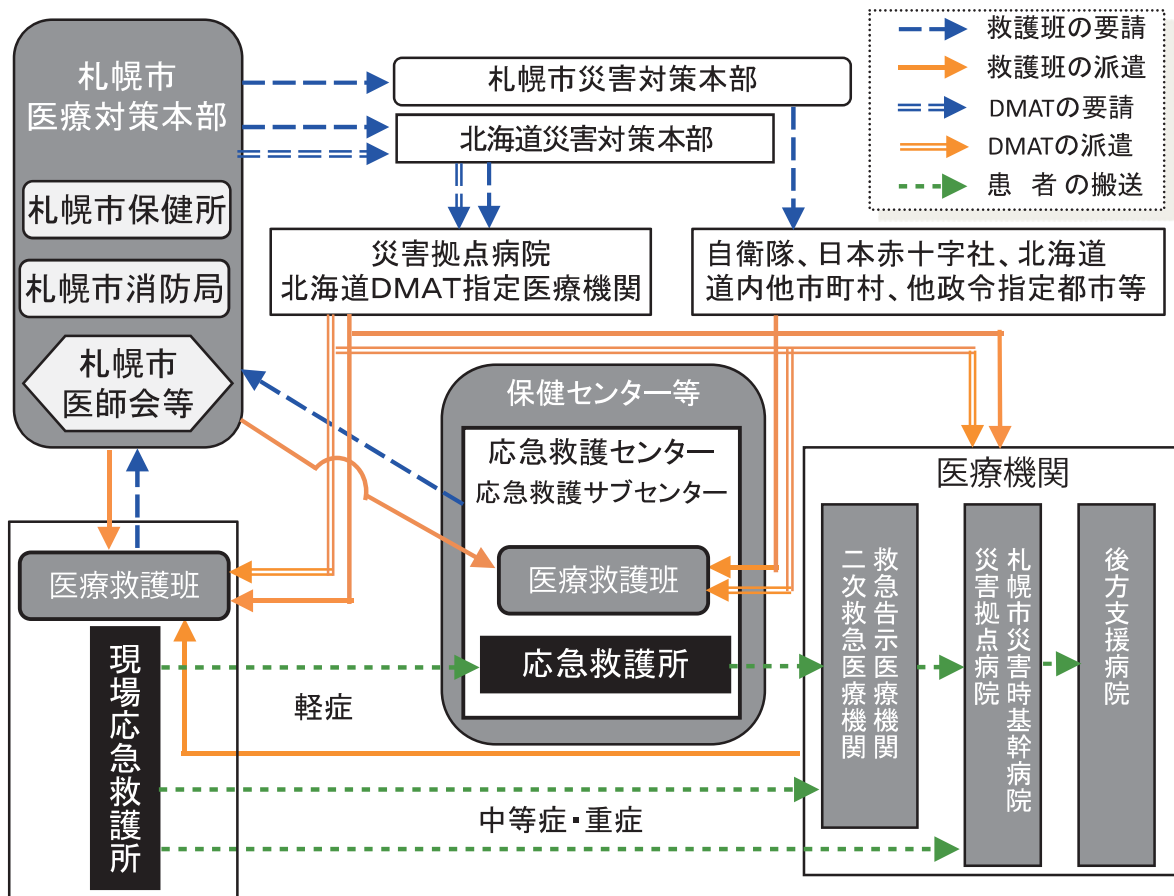 札幌市
医療対策本部
札幌市保健所
札幌市消防局
札幌市
医師会等
札幌市災害対策本部
北海道災害対策本部
救護班の要請
救護班の派遣
DMATの要請
DMATの派遣
患者の搬送
災害拠点病院
北海道DMAT指定医療機関
自衛隊、日本赤十字社、北海道
道内他市町村、他政令指定都市等
保健センター等
応急救護センター
応急救護サブセンター
医療救護班
応急救護所
医療救護班
現場応急救護所
軽症
中等症・重症
医療機関
救急告示医療機関
二次救急医療機関
札幌市災害時基幹病院
災害拠点病院
後方支援病院